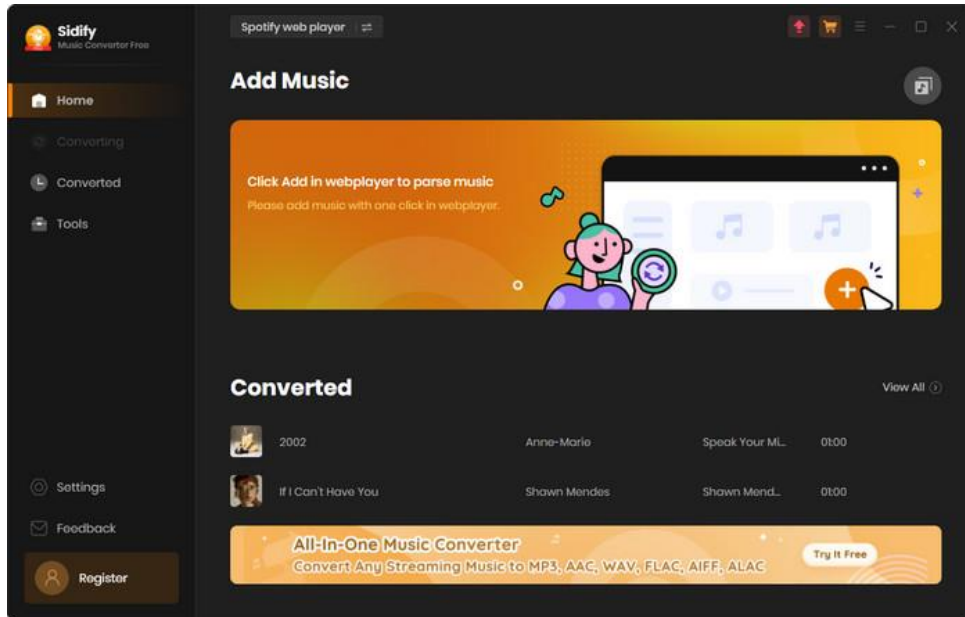 Sidify
Music Converter Free
Home
Converting
Converted
Tools
Settings
Feedback
Register
Spotify web player
Add Music
Click Add in webplayer to parse music
Please add music with one click in webplayer.
Converted
View All
2002 Anne-Marie Speak Your Mi... 01:00
If I Can't Have You Shawn Mendes Shawn Mend... 01:00
All-In-One Music Converter
Convert Any Streaming Music to MP3, AAC, WAV, FLAC, AIFF, ALAC
Try It Free